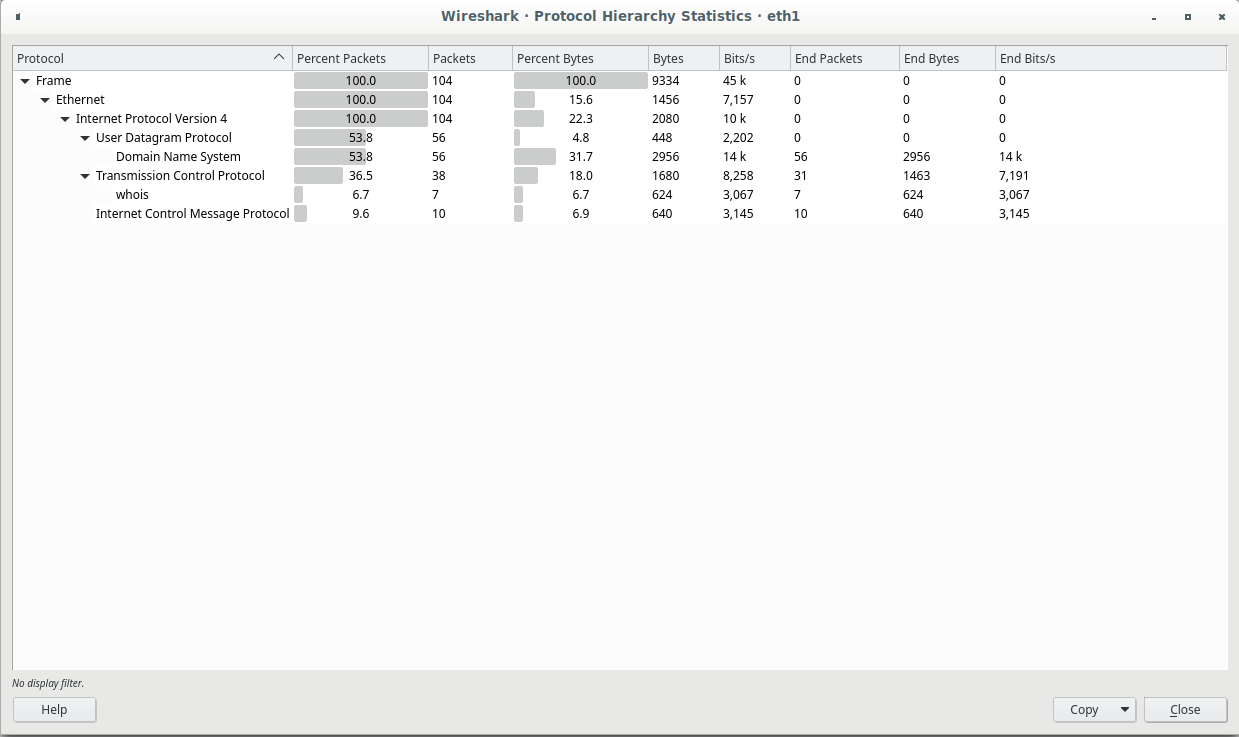 Wireshark · Protocol Hierarchy Statistics · eth1
Protocol Percent Packets Packets Percent Bytes Bytes Bits/s End Packets End Bytes End Bits/s
Frame 100.0 104 100.0 9334 45 k 0 0 0
Ethernet 100.0 104 15.6 1456 7,157 0 0 0
Internet Protocol Version 4 100.0 104 22.3 2080 10 k 0 0 0
User Datagram Protocol 53.8 56 4.8 448 2,202 0 0 0
Domain Name System 53.8 56 31.7 2956 14 k 56 2956 14 k
Transmission Control Protocol 36.5 38 18.0 1680 8,258 31 1463 7,191
whois 6.7 7 6.7 624 3,067 7 624 3,067
Internet Control Message Protocol 9.6 10 6.9 640 3,145 10 640 3,145
No display filter.
Help Copy Close